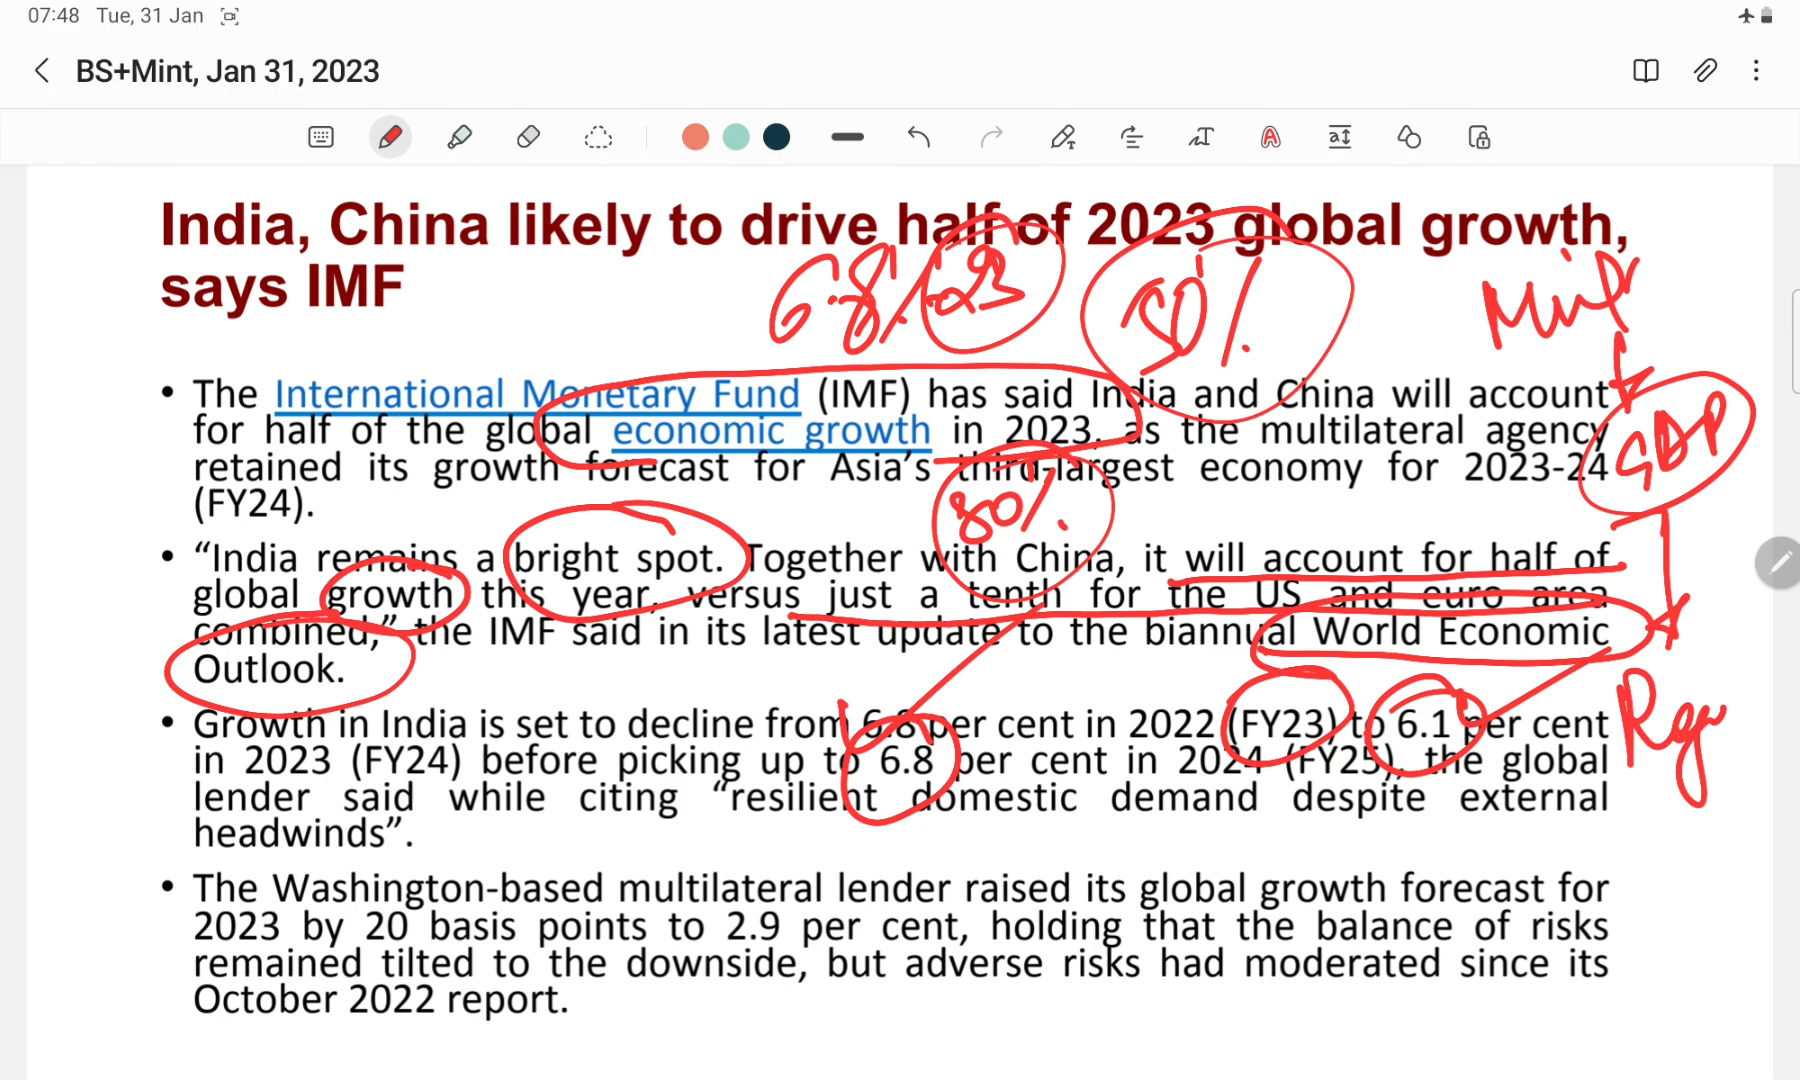 07:48 Tue, 31 Jan
BS+Mint, Jan 31, 2023
India, China likely to drive half of 2023 global growth,
says IMF
6.8%
23
50%
• The International Monetary Fund (IMF) has said India and China will account
for half of the global economic growth in 2023, as the multilateral agency
retained its growth forecast for Asia's third-largest economy for 2023-24
(FY24).
GDP
80%
• “India remains a bright spot. Together with China, it will account for half of
global growth this year, versus just a tenth for the US and euro area
combined,” the IMF said in its latest update to the biannual World Economic
Outlook.
• Growth in India is set to decline from 6.8 per cent in 2022 (FY23) to 6.1 per cent
in 2023 (FY24) before picking up to 6.8 per cent in 2024 (FY25), the global
lender said while citing “resilient domestic demand despite external
headwinds”.
• The Washington-based multilateral lender raised its global growth forecast for
2023 by 20 basis points to 2.9 per cent, holding that the balance of risks
remained tilted to the downside, but adverse risks had moderated since its
October 2022 report.